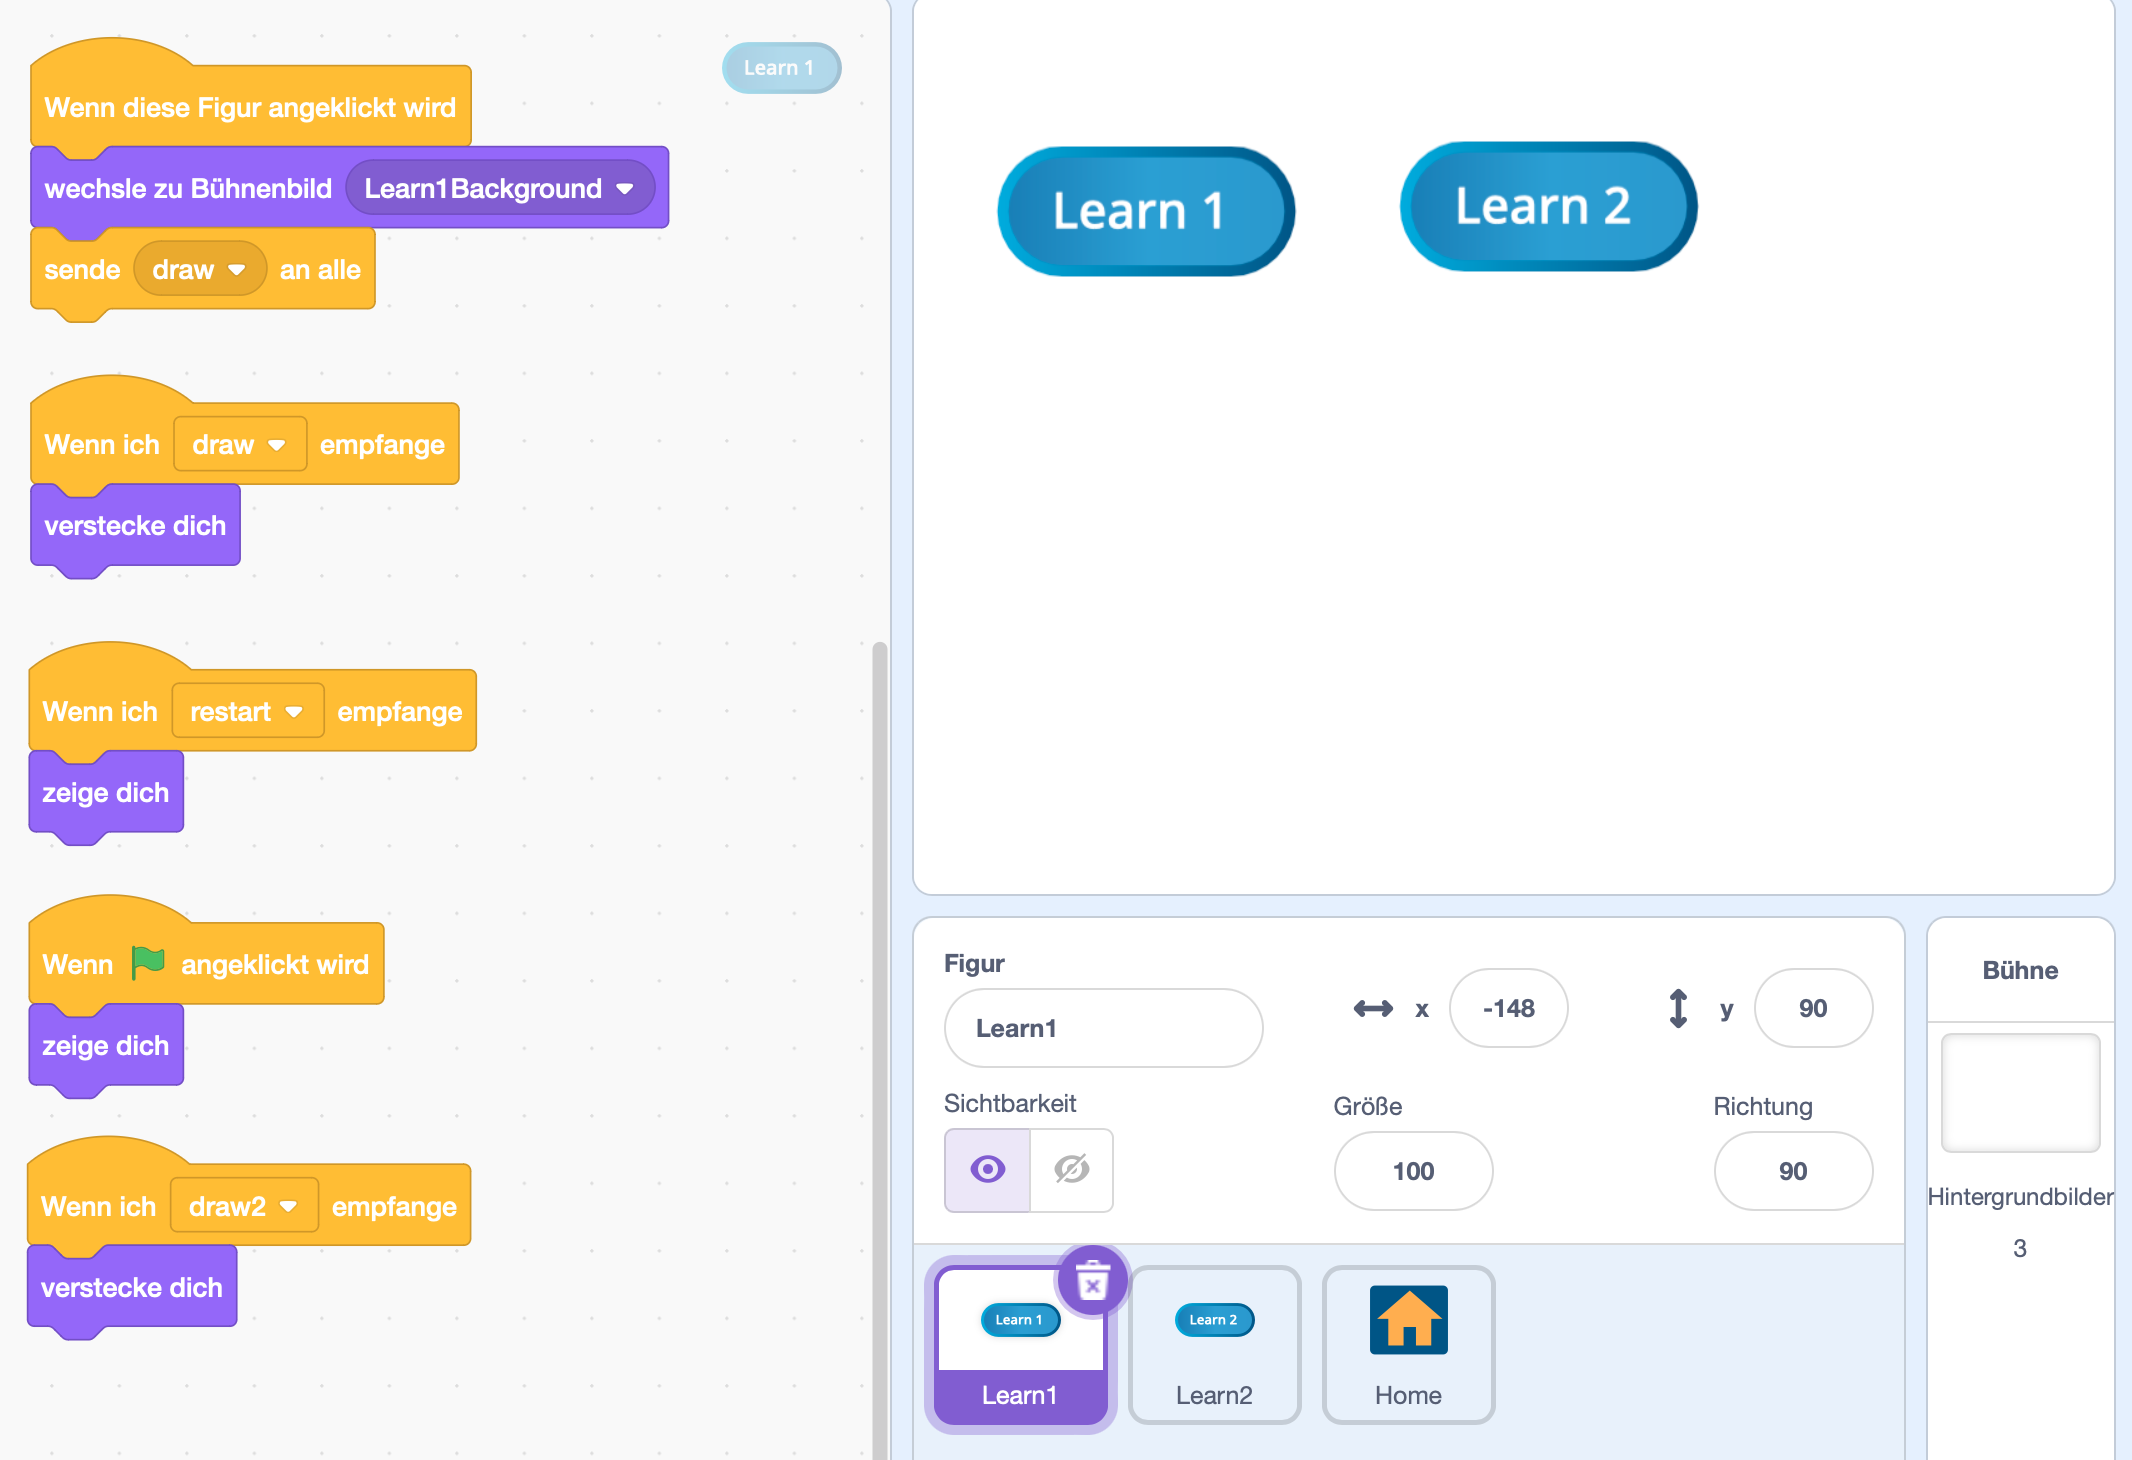 Learn 1
Wenn diese Figur angeklickt wird
wechsle zu Bühnenbild Learn1Background
sende draw an alle
Wenn ich draw empfange
verstecke dich
Wenn ich restart empfange
zeige dich
Wenn angeklickt wird
zeige dich
Wenn ich draw2 empfange
verstecke dich
Learn 1 Learn 2
Figur
Learn1
x -148 y 90
Sichtbarkeit Größe Richtung
100 90
Learn 1 Learn 2
Learn1 Learn2 Home
Bühne
Hintergrundbilder
3